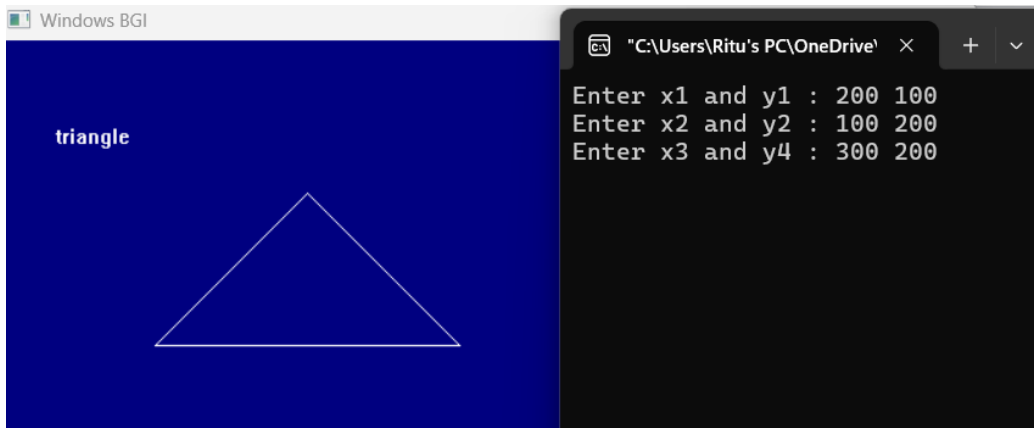 Windows BGI
triangle
"C:\Users\Ritu's PC\OneDrive\
Enter x1 and y1 : 200 100
Enter x2 and y2 : 100 200
Enter x3 and y4 : 300 200